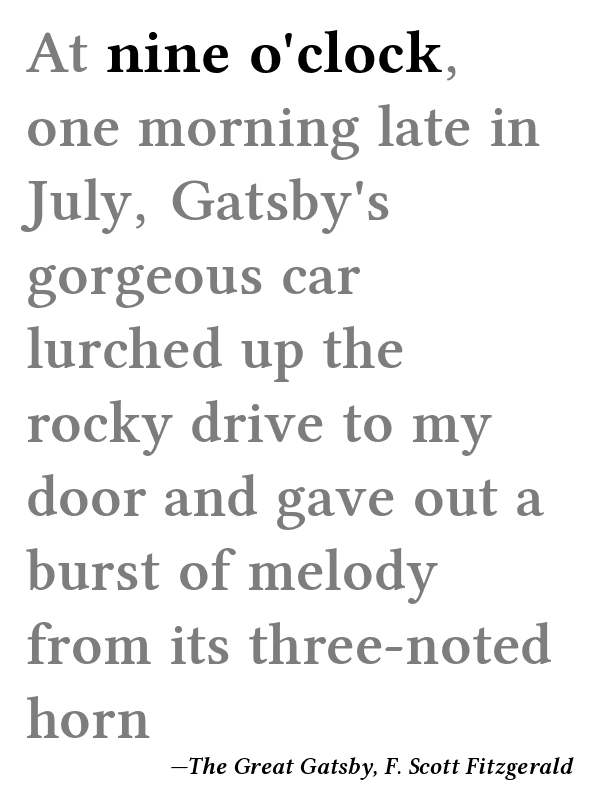 At nine o'clock,
one morning late in
July, Gatsby's
gorgeous car
lurched up the
rocky drive to my
door and gave out a
burst of melody
from its three-noted
horn
—The Great Gatsby, F. Scott Fitzgerald